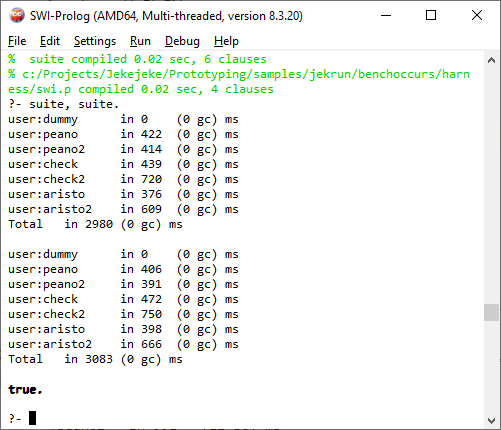 SWI-Prolog (AMD64, Multi-threaded, version 8.3.20)
File Edit Settings Run Debug Help
%  suite compiled 0.02 sec, 6 clauses
% c:/Projects/Jekejeke/Prototyping/samples/jekrun/benchoccurs/harn
ess/swi.p compiled 0.02 sec, 4 clauses
?- suite, suite.
user:dummy      in 0    (0 gc) ms
user:peano      in 422  (0 gc) ms
user:peano2     in 414  (0 gc) ms
user:check      in 439  (0 gc) ms
user:check2     in 720  (0 gc) ms
user:aristo     in 376  (0 gc) ms
user:aristo2    in 609  (0 gc) ms
Total   in 2980 (0 gc) ms
user:dummy      in 0    (0 gc) ms
user:peano      in 406  (0 gc) ms
user:peano2     in 391  (0 gc) ms
user:check      in 472  (0 gc) ms
user:check2     in 750  (0 gc) ms
user:aristo     in 398  (0 gc) ms
user:aristo2    in 666  (0 gc) ms
Total   in 3083 (0 gc) ms
true.
?-